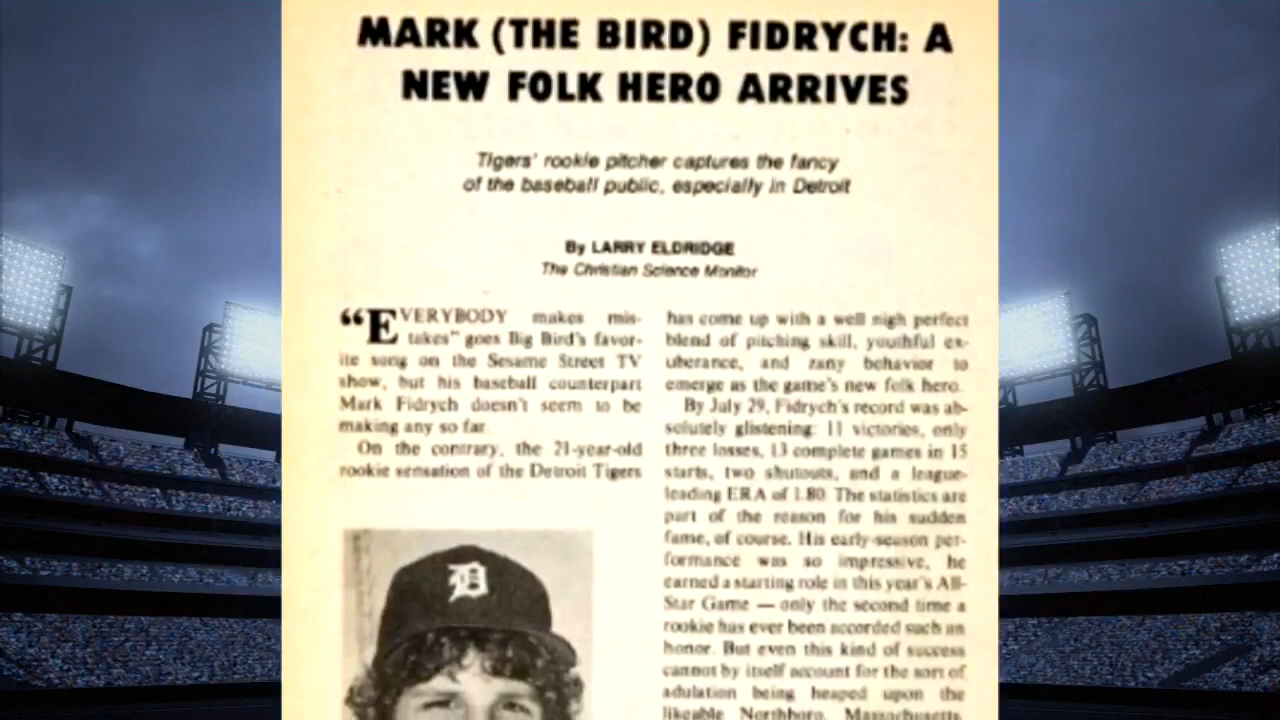 MARK (THE BIRD) FIDRYCH: A
NEW FOLK HERO ARRIVES
Tigers' rookie pitcher captures the fancy
of the baseball public, especially in Detroit
By LARRY ELDRIDGE
The Christian Science Monitor
“EVERYBODY makes mis-
takes” goes Big Bird's favor-
ite song on the Sesame Street TV
show, but his baseball counterpart
Mark Fidrych doesn't seem to be
making any so far.
On the contrary, the 21-year-old
rookie sensation of the Detroit Tigers
D
has come up with a well nigh perfect
blend of pitching skill, youthful ex-
uberance, and zany behavior to
emerge as the game's new folk hero.
By July 29, Fidrych's record was ab-
solutely glistening: 11 victories, only
three losses, 13 complete games in 15
starts, two shutouts, and a league-
leading ERA of 1.80. The statistics are
part of the reason for his sudden
fame, of course. His early-season per-
formance was so impressive, he
earned a starting role in this year's All-
Star Game — only the second time a
rookie has ever been accorded such an
honor. But even this kind of success
cannot by itself account for the sort of
adulation being heaped upon the
likeable Northboro, Massachusetts,